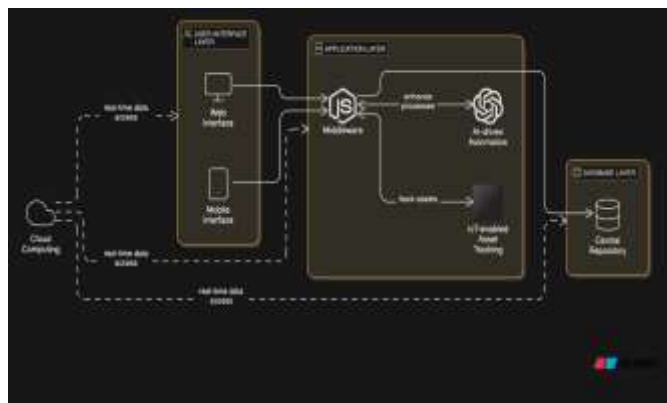 USER INTERFACE
LAYER
APPLICATION LAYER
Web
Interface
JS
Middleware
enhance
processes
AI-driven
Automation
real-time data
access
Mobile
Interface
track assets
IoT-enabled
Asset
Tracking
DATABASE LAYER
Central
Repository
Cloud
Computing
real-time data
access
real-time data
access